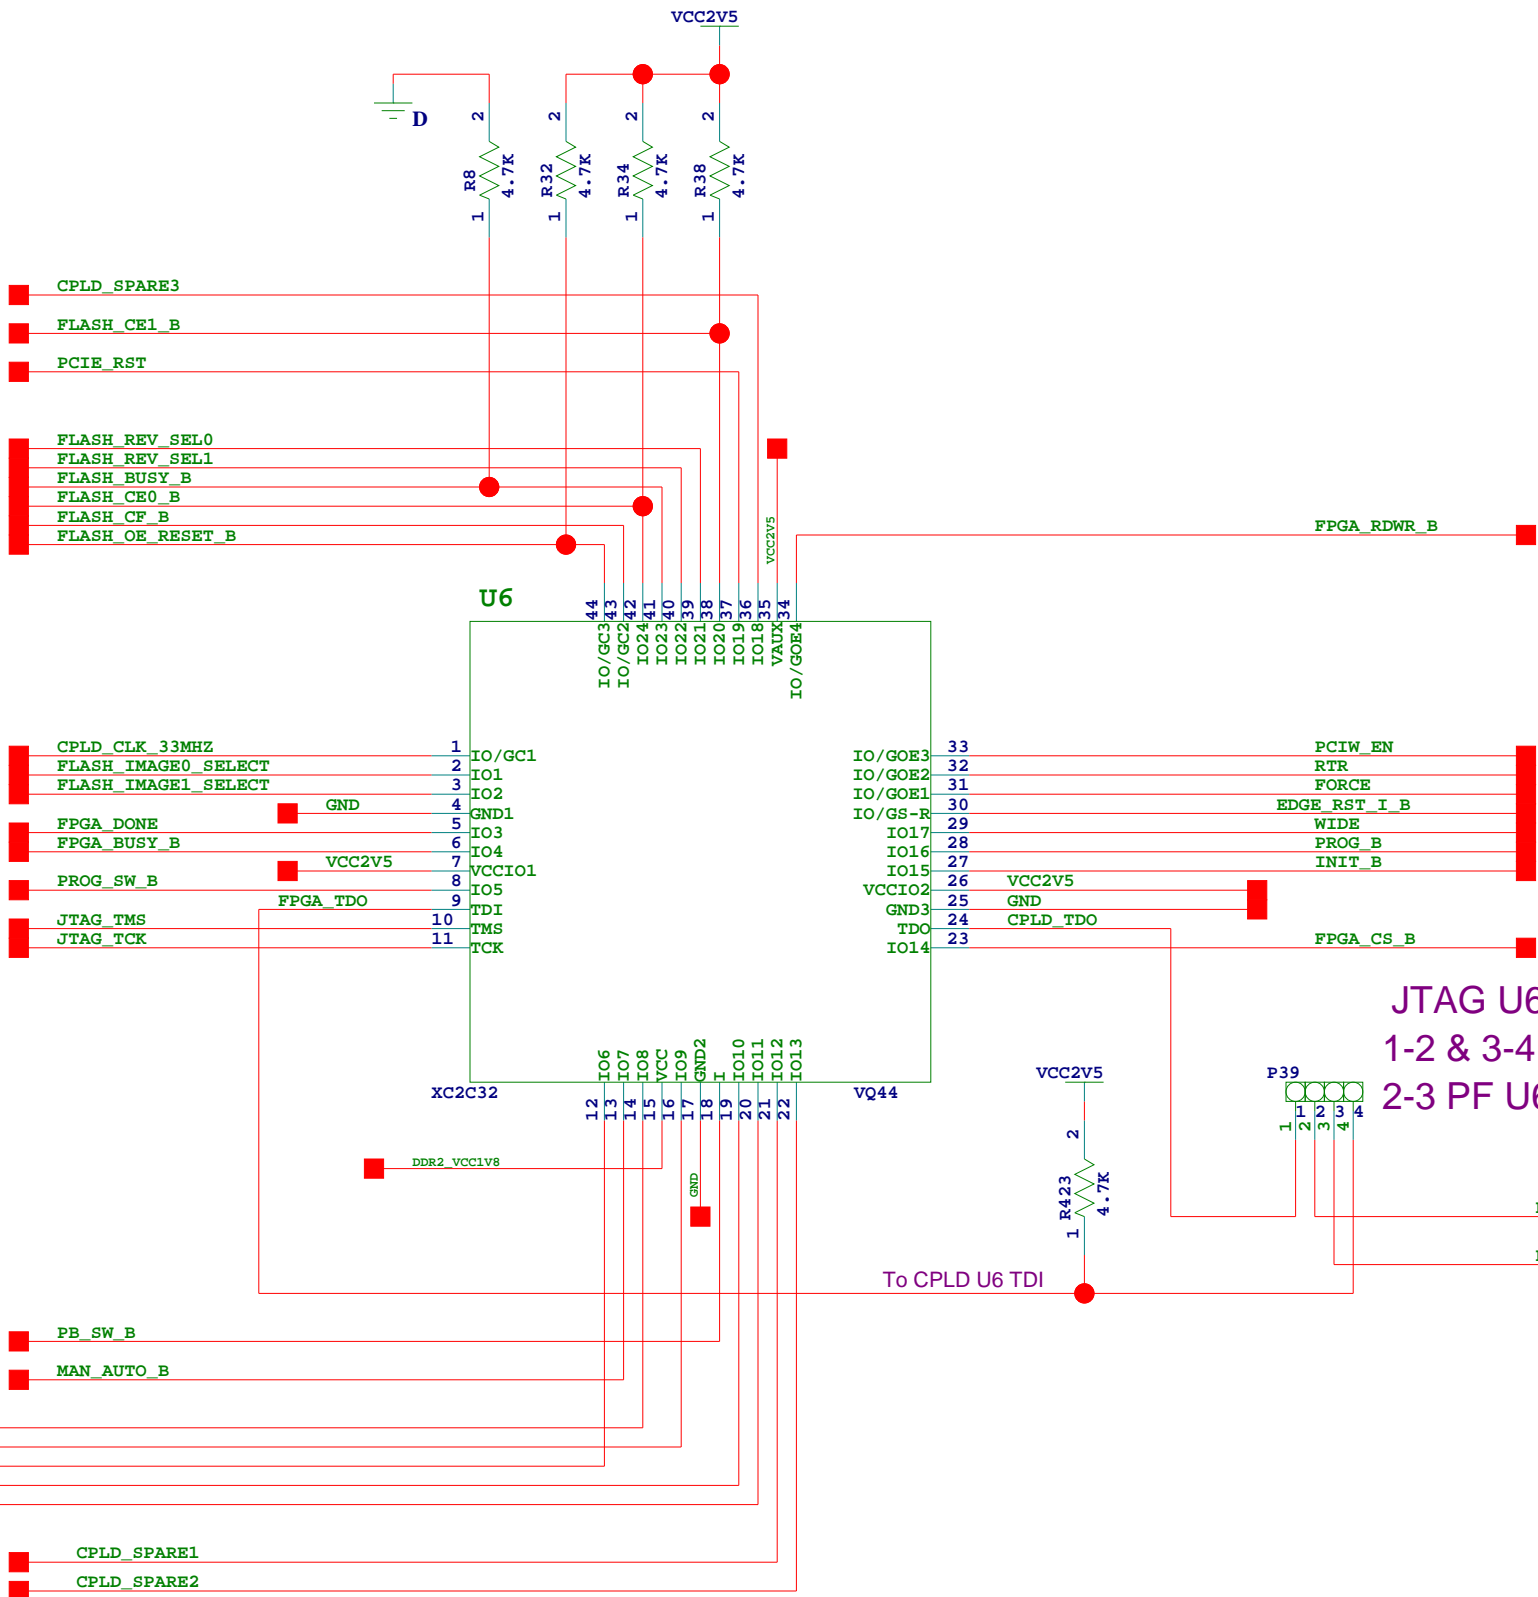 VCC2V5
D
2
2
2
2
R8
4.7K
R32
4.7K
R34
4.7K
R38
4.7K
1
1
1
1
CPLD_SPARE3
FLASH_CE1_B
PCIE_RST
FLASH_REV_SEL0
FLASH_REV_SEL1
FLASH_BUSY_B
FLASH_CE0_B
FLASH_CF_B
FLASH_OE_RESET_B
VCC2V5
FPGA_RDWR_B
U6
44
43
42
41
40
39
38
37
36
35
34
IO/GC3
IO/GC2
IO24
IO23
IO22
IO21
IO20
IO19
IO18
VAUX
IO/GOE4
CPLD_CLK_33MHZ 1 IO/GC1
FLASH_IMAGE0_SELECT 2 IO1
FLASH_IMAGE1_SELECT 3 IO2
GND 4 GND1
FPGA_DONE 5 IO3
FPGA_BUSY_B 6 IO4
VCC2V5 7 VCCIO1
PROG_SW_B 8 IO5
FPGA_TDO 9 TDI
JTAG_TMS 10 TMS
JTAG_TCK 11 TCK
IO/GOE3 33 PCIW_EN
IO/GOE2 32 RTR
IO/GOE1 31 FORCE
IO/GS-R 30 EDGE_RST_I_B
IO17 29 WIDE
IO16 28 PROG_B
IO15 27 INIT_B
VCCIO2 26 VCC2V5
GND3 25 GND
TDO 24 CPLD_TDO
IO14 23 FPGA_CS_B
JTAG U6
1-2 & 3-4
2-3 PF U6
IO6
IO7
IO8
VCC
IO9
GND2
I
IO10
IO11
IO12
IO13
XC2C32
VQ44
12
13
14
15
16
17
18
19
20
21
22
VCC2V5
P39
1 2 3 4
1
2
3
4
2
R423
4.7K
1
DDR2_VCC1V8
GND
To CPLD U6 TDI
PB_SW_B
MAN_AUTO_B
CPLD_SPARE1
CPLD_SPARE2